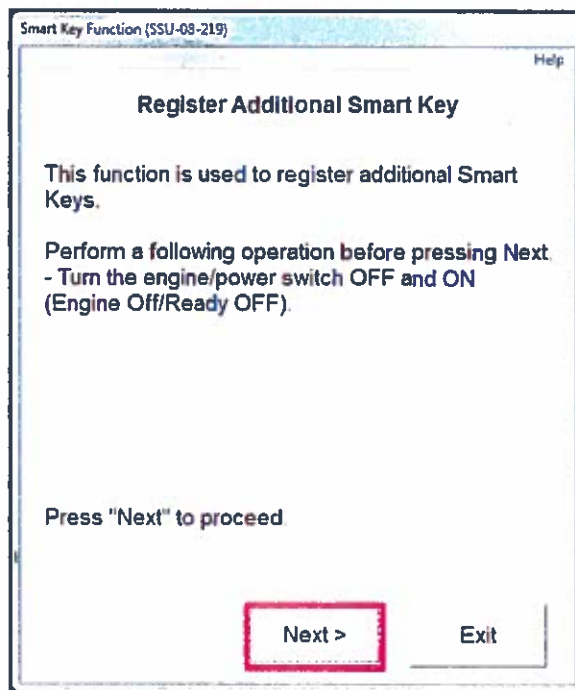 Smart Key Function (SSU-08-219)
Help
Register Additional Smart Key
This function is used to register additional Smart
Keys.
Perform a following operation before pressing Next.
- Turn the engine/power switch OFF and ON
(Engine Off/Ready OFF).
Press "Next" to proceed.
Next >
Exit